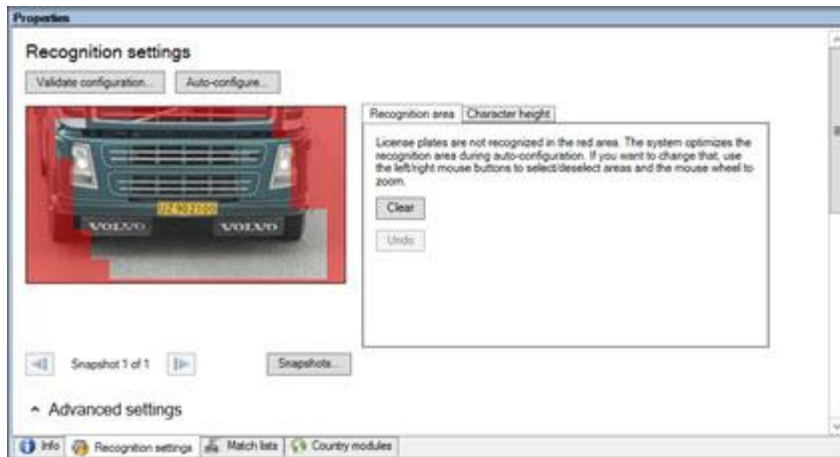 Properties
Recognition settings
Validate configuration...
Auto-configure...
Recognition area
Character height
License plates are not recognized in the red area. The system optimizes the
recognition area during auto-configuration. If you want to change that, use
the left/right mouse buttons to select/deselect areas and the mouse wheel to
zoom.
Clear
Undo
VOLVO
VOLVO
Snapshot 1 of 1
Snapshots...
Advanced settings
Info
Recognition settings
Match lists
Country modules